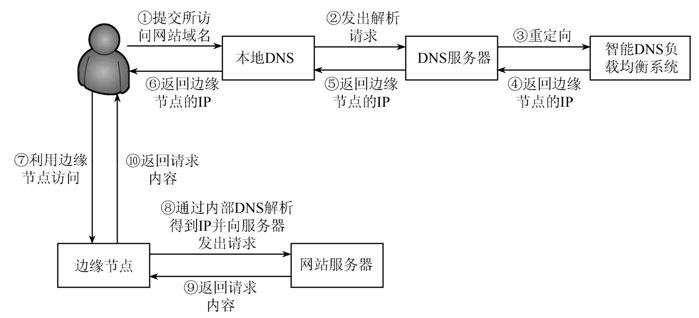 ①提交所访
问网站域名
本地DNS
②发出解析
请求
DNS服务器
③重定向
智能DNS负
载均衡系统
⑥返回边缘
节点的IP
⑤返回边缘
节点的IP
④返回边缘
节点的IP
⑦利用边缘
节点访问
⑩返回请求
内容
⑧通过内部DNS解析
得到IP并向服务器
发出请求
边缘节点
网站服务器
⑨返回请求
内容